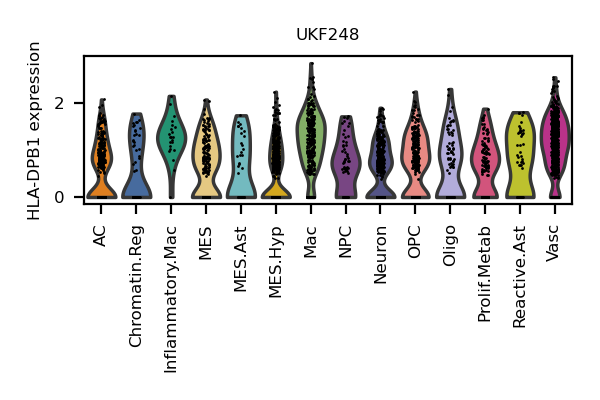 UKF248
HLA-DPB1 expression
2
0
AC
Chromatin.Reg
Inflammatory.Mac
MES
MES.Ast
MES.Hyp
Mac
NPC
Neuron
OPC
Oligo
Prolif.Metab
Reactive.Ast
Vasc